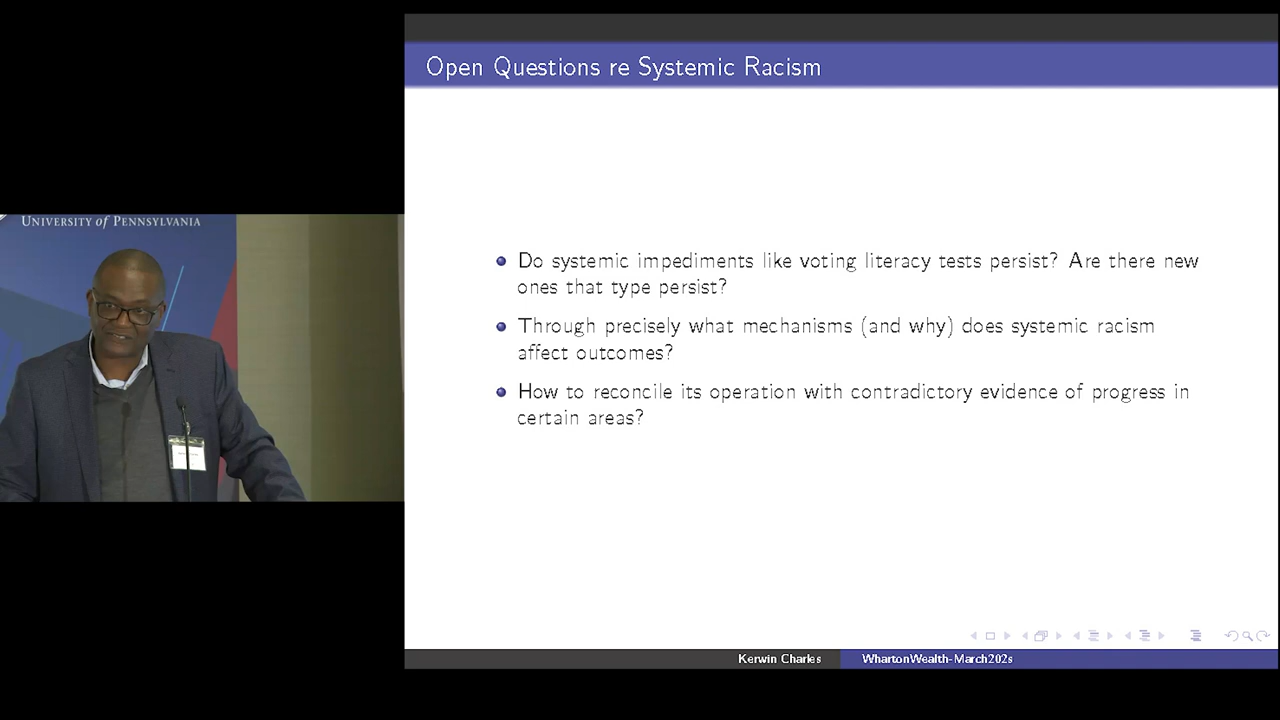 UNIVERSITY of PENNSYLVANIA
Open Questions re Systemic Racism
Do systemic impediments like voting literacy tests persist? Are there new
ones that type persist?
Through precisely what mechanisms (and why) does systemic racism
affect outcomes?
How to reconcile its operation with contradictory evidence of progress in
certain areas?
Kerwin Charles
WhartonWealth-March202s